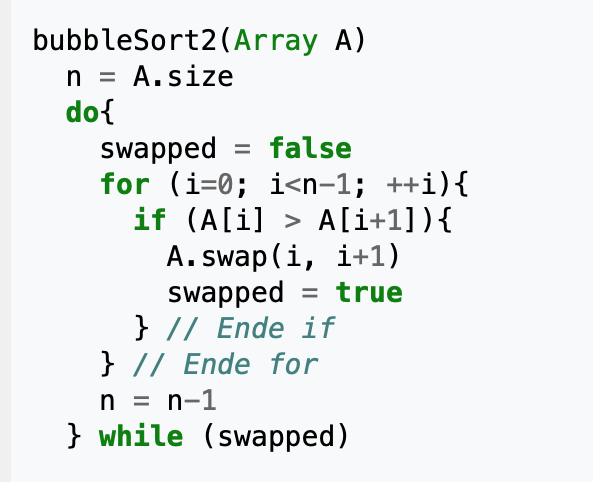 bubbleSort2(Array A)
  n = A.size
  do{
    swapped = false
    for (i=0; i<n-1; ++i){
      if (A[i] > A[i+1]){
        A.swap(i, i+1)
        swapped = true
      } // Ende if
    } // Ende for
    n = n-1
  } while (swapped)